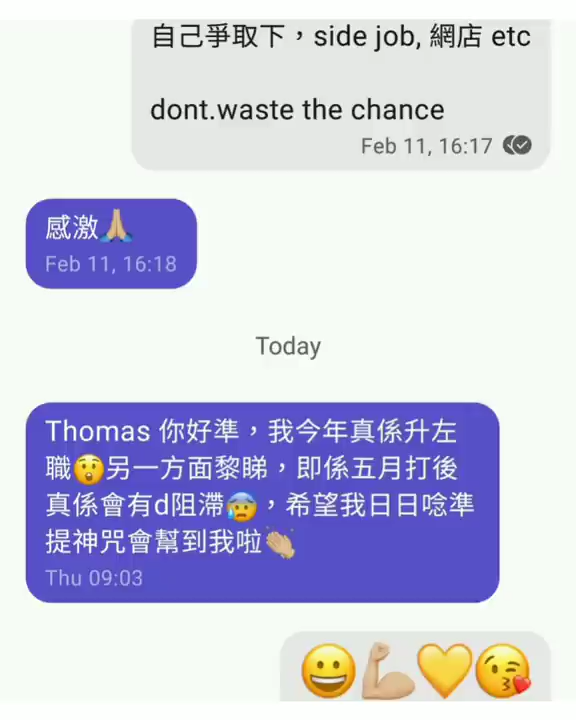 自己爭取下，side job, 網店 etc
dont.waste the chance
Feb 11, 16:17
感激🙏🏼
Feb 11, 16:18
Today
Thomas 你好準，我今年真係升左
職😲另一方面黎睇，即係五月打後
真係會有d阻滯😰，希望我日日唸準
提神咒會幫到我啦👏🏼
Thu 09:03
😀💪🏼💛😘